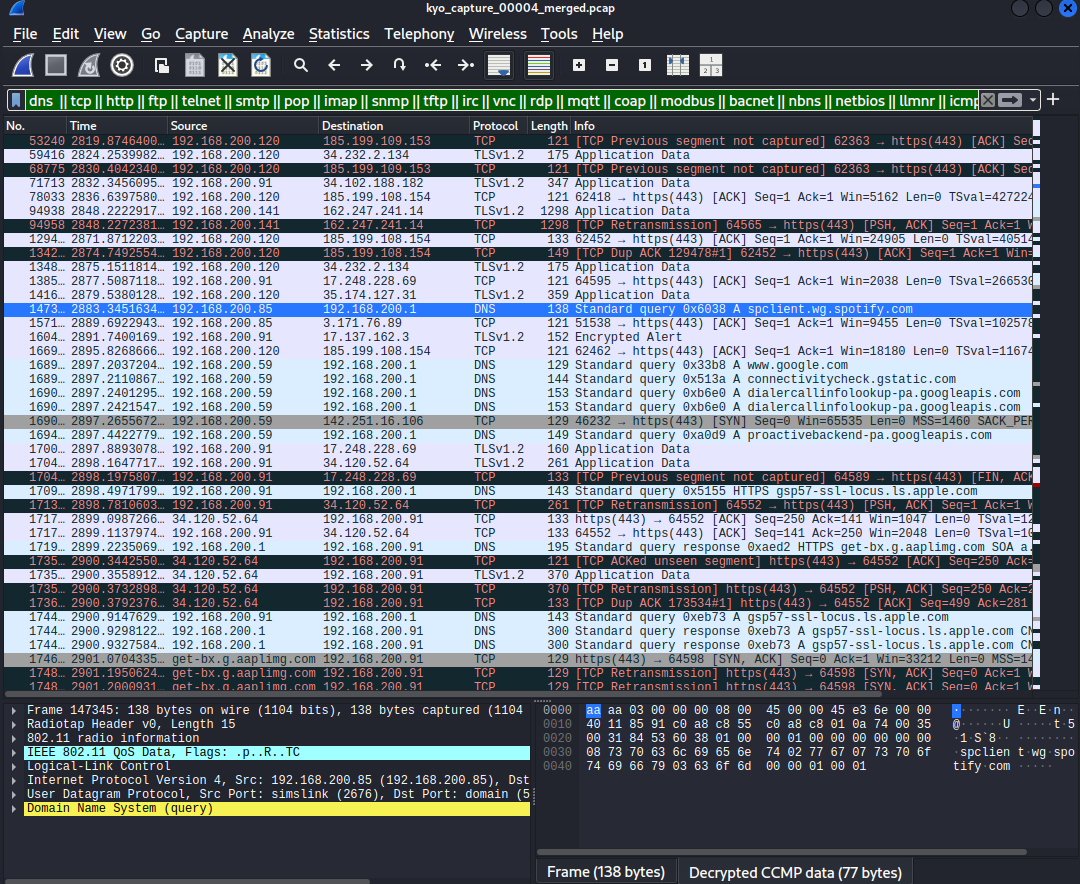 kyo_capture_00004_merged.pcap
File Edit View Go Capture Analyze Statistics Telephony Wireless Tools Help
dns || tcp || http || ftp || telnet || smtp || pop || imap || snmp || tftp || irc || vnc || rdp || mqtt || coap || modbus || bacnet || nbns || netbios || llmnr || icmp
No. Time Source Destination Protocol Length Info
53240 2819.8746400… 192.168.200.120 185.199.109.153 TCP 121 [TCP Previous segment not captured] 62363 → https(443) [ACK] Seq
59416 2824.2539982… 192.168.200.120 34.232.2.134 TLSv1.2 175 Application Data
68775 2830.4042340… 192.168.200.120 185.199.109.153 TCP 121 [TCP Previous segment not captured] 62363 → https(443) [ACK] Seq
71713 2832.3456095… 192.168.200.91 34.102.188.182 TLSv1.2 347 Application Data
78033 2836.6397580… 192.168.200.120 185.199.108.154 TCP 121 62418 → https(443) [ACK] Seq=1 Ack=1 Win=5162 Len=0 TSval=427224
94938 2848.2222917… 192.168.200.141 162.247.241.14 TLSv1.2 1298 Application Data
94958 2848.2272381… 192.168.200.141 162.247.241.14 TCP 1298 [TCP Retransmission] 64565 → https(443) [PSH, ACK] Seq=1 Ack=1 W
1294… 2871.8712203… 192.168.200.120 185.199.108.154 TCP 133 62452 → https(443) [ACK] Seq=1 Ack=1 Win=24905 Len=0 TSval=40514
1342… 2874.7492554… 192.168.200.120 185.199.108.154 TCP 149 [TCP Dup ACK 129478#1] 62452 → https(443) [ACK] Seq=1 Ack=1 Win=
1348… 2875.1511814… 192.168.200.120 34.232.2.134 TLSv1.2 175 Application Data
1385… 2877.5087118… 192.168.200.91 17.248.228.69 TCP 121 64595 → https(443) [ACK] Seq=1 Ack=1 Win=2038 Len=0 TSval=266530
1416… 2879.5380128… 192.168.200.120 35.174.127.31 TLSv1.2 359 Application Data
1473… 2883.3451634… 192.168.200.85 192.168.200.1 DNS 138 Standard query 0x6038 A spclient.wg.spotify.com
1571… 2889.6922943… 192.168.200.85 3.171.76.89 TCP 121 51538 → https(443) [ACK] Seq=1 Ack=1 Win=9455 Len=0 TSval=102578
1604… 2891.7400169… 192.168.200.91 17.137.162.3 TLSv1.2 152 Encrypted Alert
1669… 2895.8268666… 192.168.200.120 185.199.108.154 TCP 121 62462 → https(443) [ACK] Seq=1 Ack=1 Win=18180 Len=0 TSval=11674
1689… 2897.2037204… 192.168.200.59 192.168.200.1 DNS 129 Standard query 0x33b8 A www.google.com
1689… 2897.2110867… 192.168.200.59 192.168.200.1 DNS 144 Standard query 0x513a A connectivitycheck.gstatic.com
1690… 2897.2401295… 192.168.200.59 192.168.200.1 DNS 153 Standard query 0xb6e0 A dialercallinfolookup-pa.googleapis.com
1690… 2897.2421547… 192.168.200.59 192.168.200.1 DNS 153 Standard query 0xb6e0 A dialercallinfolookup-pa.googleapis.com
1690… 2897.2655672… 192.168.200.59 142.251.16.106 TCP 129 46232 → https(443) [SYN] Seq=0 Win=65535 Len=0 MSS=1460 SACK_PER
1694… 2897.4422779… 192.168.200.59 192.168.200.1 DNS 149 Standard query 0xa0d9 A proactivebackend-pa.googleapis.com
1700… 2897.8893078… 192.168.200.91 17.248.228.69 TLSv1.2 160 Application Data
1704… 2898.1647717… 192.168.200.91 34.120.52.64 TLSv1.2 261 Application Data
1704… 2898.1975807… 192.168.200.91 17.248.228.69 TCP 133 [TCP Previous segment not captured] 64589 → https(443) [FIN, ACK
1709… 2898.4971799… 192.168.200.91 192.168.200.1 DNS 143 Standard query 0x5155 HTTPS gsp57-ssl-locus.ls.apple.com
1713… 2898.7810603… 192.168.200.91 34.120.52.64 TCP 261 [TCP Retransmission] 64552 → https(443) [PSH, ACK] Seq=1 Ack=1 W
1717… 2899.0987266… 34.120.52.64 192.168.200.91 TCP 133 https(443) → 64552 [ACK] Seq=250 Ack=141 Win=1047 Len=0 TSval=12
1717… 2899.1137974… 192.168.200.91 34.120.52.64 TCP 133 64552 → https(443) [ACK] Seq=141 Ack=250 Win=2048 Len=0 TSval=10
1719… 2899.2235069… 192.168.200.1 192.168.200.91 DNS 195 Standard query response 0xaed2 HTTPS get-bx.g.aaplimg.com SOA a.
1735… 2900.3442550… 34.120.52.64 192.168.200.91 TCP 121 [TCP ACKed unseen segment] https(443) → 64552 [ACK] Seq=250 Ack=
1735… 2900.3558912… 34.120.52.64 192.168.200.91 TLSv1.2 370 Application Data
1735… 2900.3732898… 34.120.52.64 192.168.200.91 TCP 370 [TCP Retransmission] https(443) → 64552 [PSH, ACK] Seq=250 Ack=2
1736… 2900.3792376… 34.120.52.64 192.168.200.91 TCP 133 [TCP Dup ACK 173534#1] https(443) → 64552 [ACK] Seq=499 Ack=281
1744… 2900.9147629… 192.168.200.91 192.168.200.1 DNS 143 Standard query 0xeb73 A gsp57-ssl-locus.ls.apple.com
1744… 2900.9298122… 192.168.200.1 192.168.200.91 DNS 300 Standard query response 0xeb73 A gsp57-ssl-locus.ls.apple.com CN
1744… 2900.9327584… 192.168.200.1 192.168.200.91 DNS 300 Standard query response 0xeb73 A gsp57-ssl-locus.ls.apple.com CN
1746… 2901.0704335… get-bx.g.aaplimg.com 192.168.200.91 TCP 129 https(443) → 64598 [SYN, ACK] Seq=0 Ack=1 Win=33212 Len=0 MSS=14
1748… 2901.1950624… get-bx.g.aaplimg.com 192.168.200.91 TCP 129 [TCP Retransmission] https(443) → 64598 [SYN, ACK] Seq=0 Ack=1
1748… 2901.2000931… get-bx.g.aaplimg.com 192.168.200.91 TCP 129 [TCP Retransmission] https(443) → 64598 [SYN, ACK] Seq=0 Ack=1
Frame 147345: 138 bytes on wire (1104 bits), 138 bytes captured (1104
Radiotap Header v0, Length 15
802.11 radio information
IEEE 802.11 QoS Data, Flags: .p..R..TC
Logical-Link Control
Internet Protocol Version 4, Src: 192.168.200.85 (192.168.200.85), Dst
User Datagram Protocol, Src Port: simslink (2676), Dst Port: domain (5
Domain Name System (query)
0000 aa aa 03 00 00 00 08 00 45 00 00 45 e3 6e 00 00 ········ E··E·n··
0010 40 11 85 91 c0 a8 c8 55 c0 a8 c8 01 0a 74 00 35 @······U ·····t·5
0020 00 31 84 53 60 38 01 00 00 01 00 00 00 00 00 00 ·1·S`8·· ········
0030 08 73 70 63 6c 69 65 6e 74 02 77 67 07 73 70 6f ·spclien t·wg·spo
0040 74 69 66 79 03 63 6f 6d 00 00 01 00 01 tify·com ·····
Frame (138 bytes) Decrypted CCMP data (77 bytes)